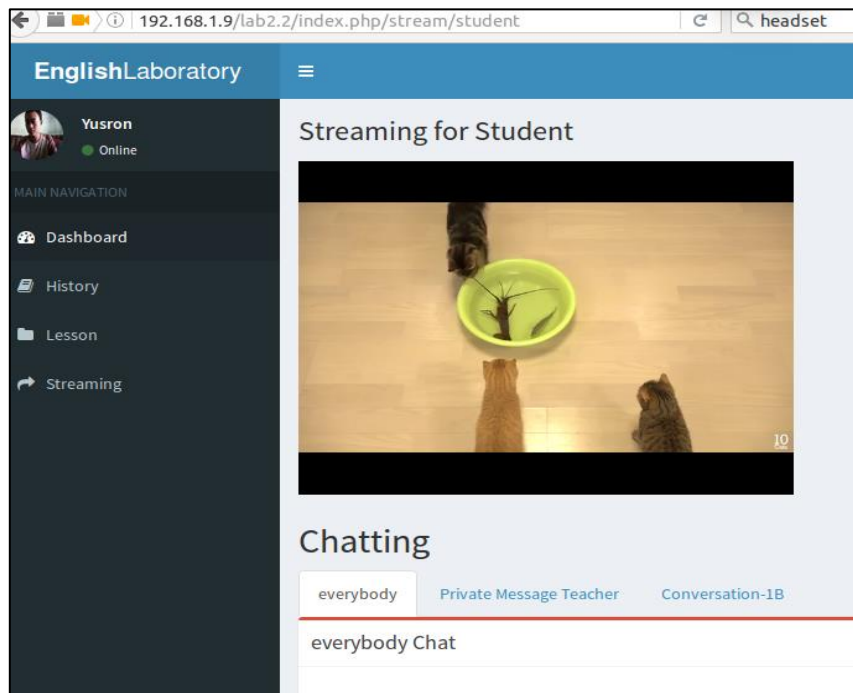 192.168.1.9/lab2.2/index.php/stream/student
headset
EnglishLaboratory
Yusron
Online
MAIN NAVIGATION
Dashboard
History
Lesson
Streaming
Streaming for Student
10
Chatting
everybody
Private Message Teacher
Conversation-1B
everybody Chat